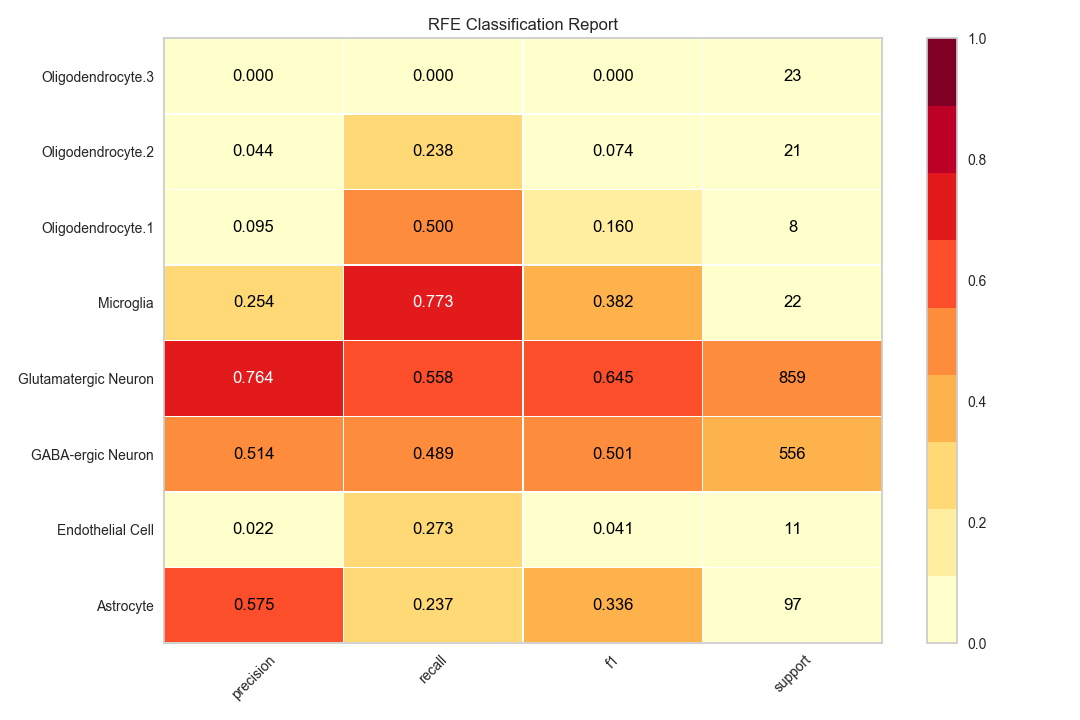 RFE Classification Report
Oligodendrocyte.3 0.000 0.000 0.000 23
Oligodendrocyte.2 0.044 0.238 0.074 21
Oligodendrocyte.1 0.095 0.500 0.160 8
Microglia 0.254 0.773 0.382 22
Glutamatergic Neuron 0.764 0.558 0.645 859
GABA-ergic Neuron 0.514 0.489 0.501 556
Endothelial Cell 0.022 0.273 0.041 11
Astrocyte 0.575 0.237 0.336 97
precision recall f1 support
1.0
0.8
0.6
0.4
0.2
0.0